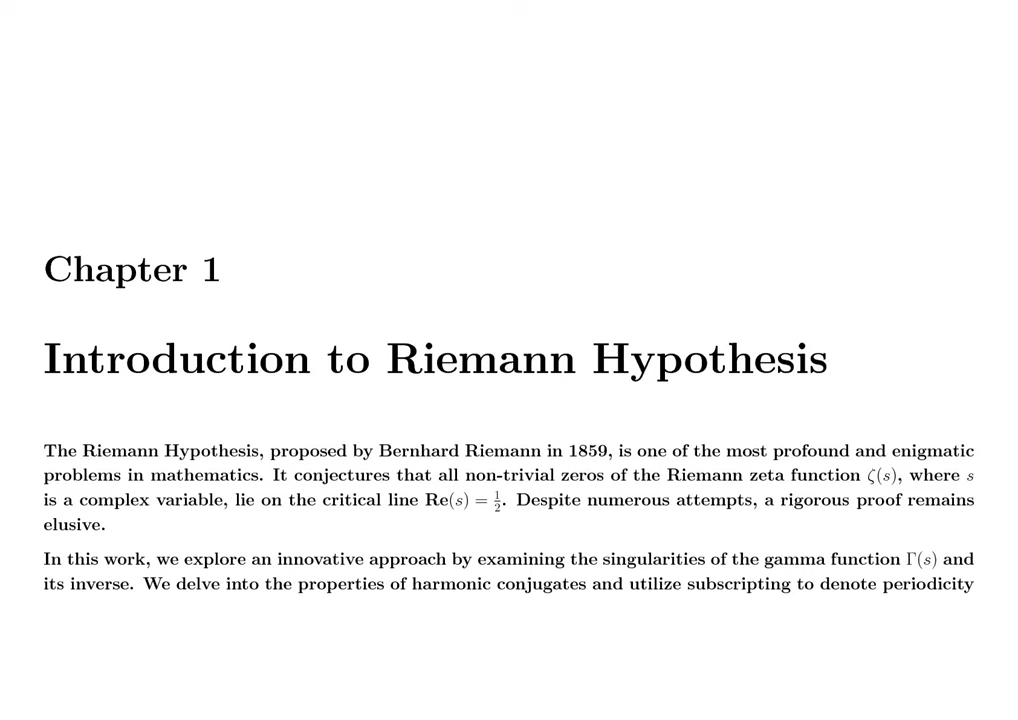 Chapter 1
Introduction to Riemann Hypothesis
The Riemann Hypothesis, proposed by Bernhard Riemann in 1859, is one of the most profound and enigmatic
problems in mathematics. It conjectures that all non-trivial zeros of the Riemann zeta function ζ(s), where s
is a complex variable, lie on the critical line Re(s) = 1/2. Despite numerous attempts, a rigorous proof remains
elusive.
In this work, we explore an innovative approach by examining the singularities of the gamma function Γ(s) and
its inverse. We delve into the properties of harmonic conjugates and utilize subscripting to denote periodicity